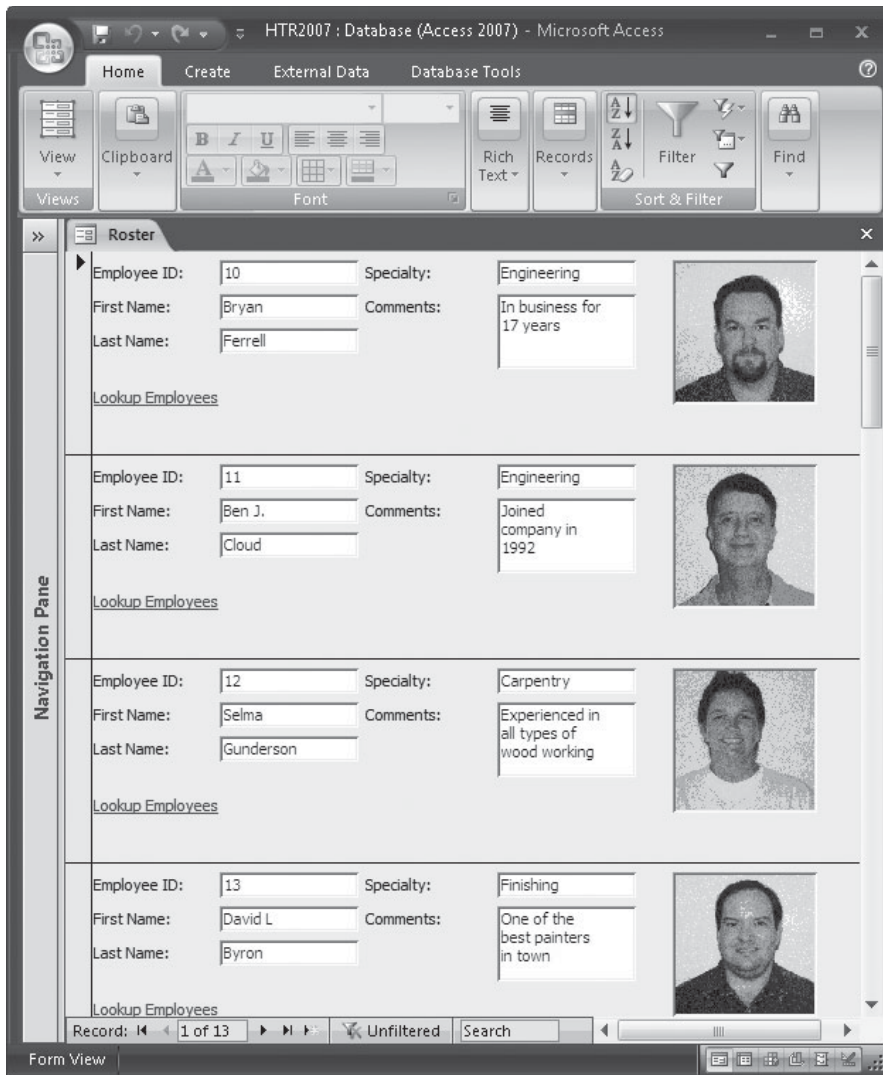 HTR2007 : Database (Access 2007) - Microsoft Access
Home Create External Data Database Tools
View
Clipboard
B I U
A
Rich Text
Records
A Z
Z A
A Z
Filter
Find
Views
Font
Sort & Filter
Roster
Navigation Pane
Employee ID: 10 Specialty: Engineering
First Name: Bryan Comments: In business for
17 years
Last Name: Ferrell
Lookup Employees
Employee ID: 11 Specialty: Engineering
First Name: Ben J. Comments: Joined
company in
Last Name: Cloud 1992
Lookup Employees
Employee ID: 12 Specialty: Carpentry
First Name: Selma Comments: Experienced in
all types of
Last Name: Gunderson wood working
Lookup Employees
Employee ID: 13 Specialty: Finishing
First Name: David L Comments: One of the
best painters
Last Name: Byron in town
Lookup Employees
Record: 1 of 13 Unfiltered Search
Form View